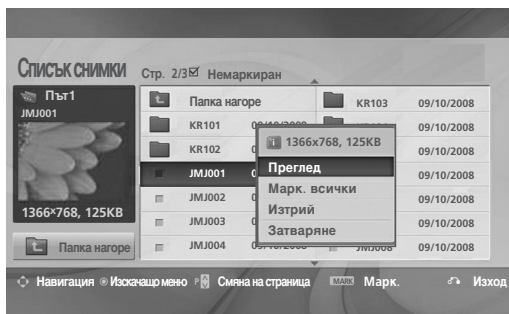 Списък снимки Стр. 2/3 Немаркиран
Път1
JMJ001
1366x768, 125KB
Папка нагоре
Папка нагоре
KR101
KR102
JMJ001
JMJ002
JMJ003
JMJ004
KR103 09/10/2008
09/10/2008
09/10/2008
09/10/2008
09/10/2008
09/10/2008
JMJ008 09/10/2008
1366x768, 125KB
Преглед
Марк. всички
Изтрий
Затваряне
Навигация Изскачащо меню P Смяна на страница MARK Марк. Изход